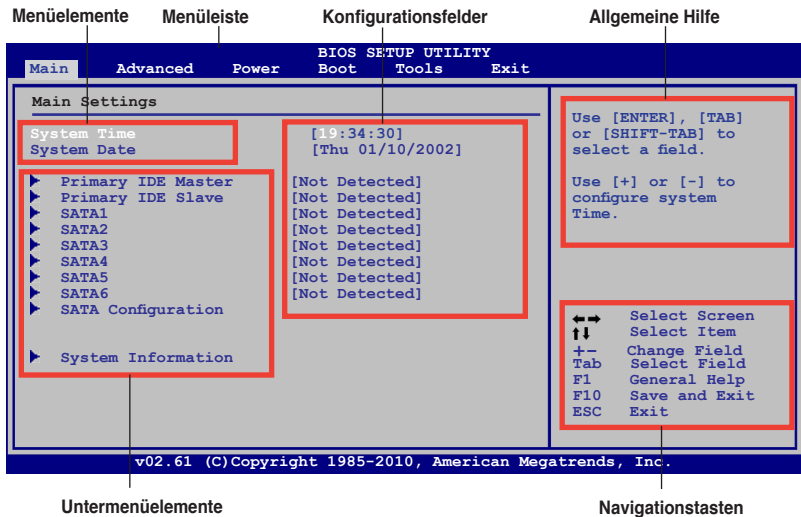 Menüelemente Menüleiste Konfigurationsfelder Allgemeine Hilfe
BIOS SETUP UTILITY
Main Advanced Power Boot Tools Exit
Main Settings
System Time [19:34:30]
System Date [Thu 01/10/2002]
Primary IDE Master [Not Detected]
Primary IDE Slave [Not Detected]
SATA1 [Not Detected]
SATA2 [Not Detected]
SATA3 [Not Detected]
SATA4 [Not Detected]
SATA5 [Not Detected]
SATA6 [Not Detected]
SATA Configuration
System Information
Use [ENTER], [TAB]
or [SHIFT-TAB] to
select a field.
Use [+] or [-] to
configure system
Time.
←→ Select Screen
↑↓ Select Item
+- Change Field
Tab Select Field
F1 General Help
F10 Save and Exit
ESC Exit
v02.61 (C)Copyright 1985-2010, American Megatrends, Inc.
Untermenüelemente Navigationstasten